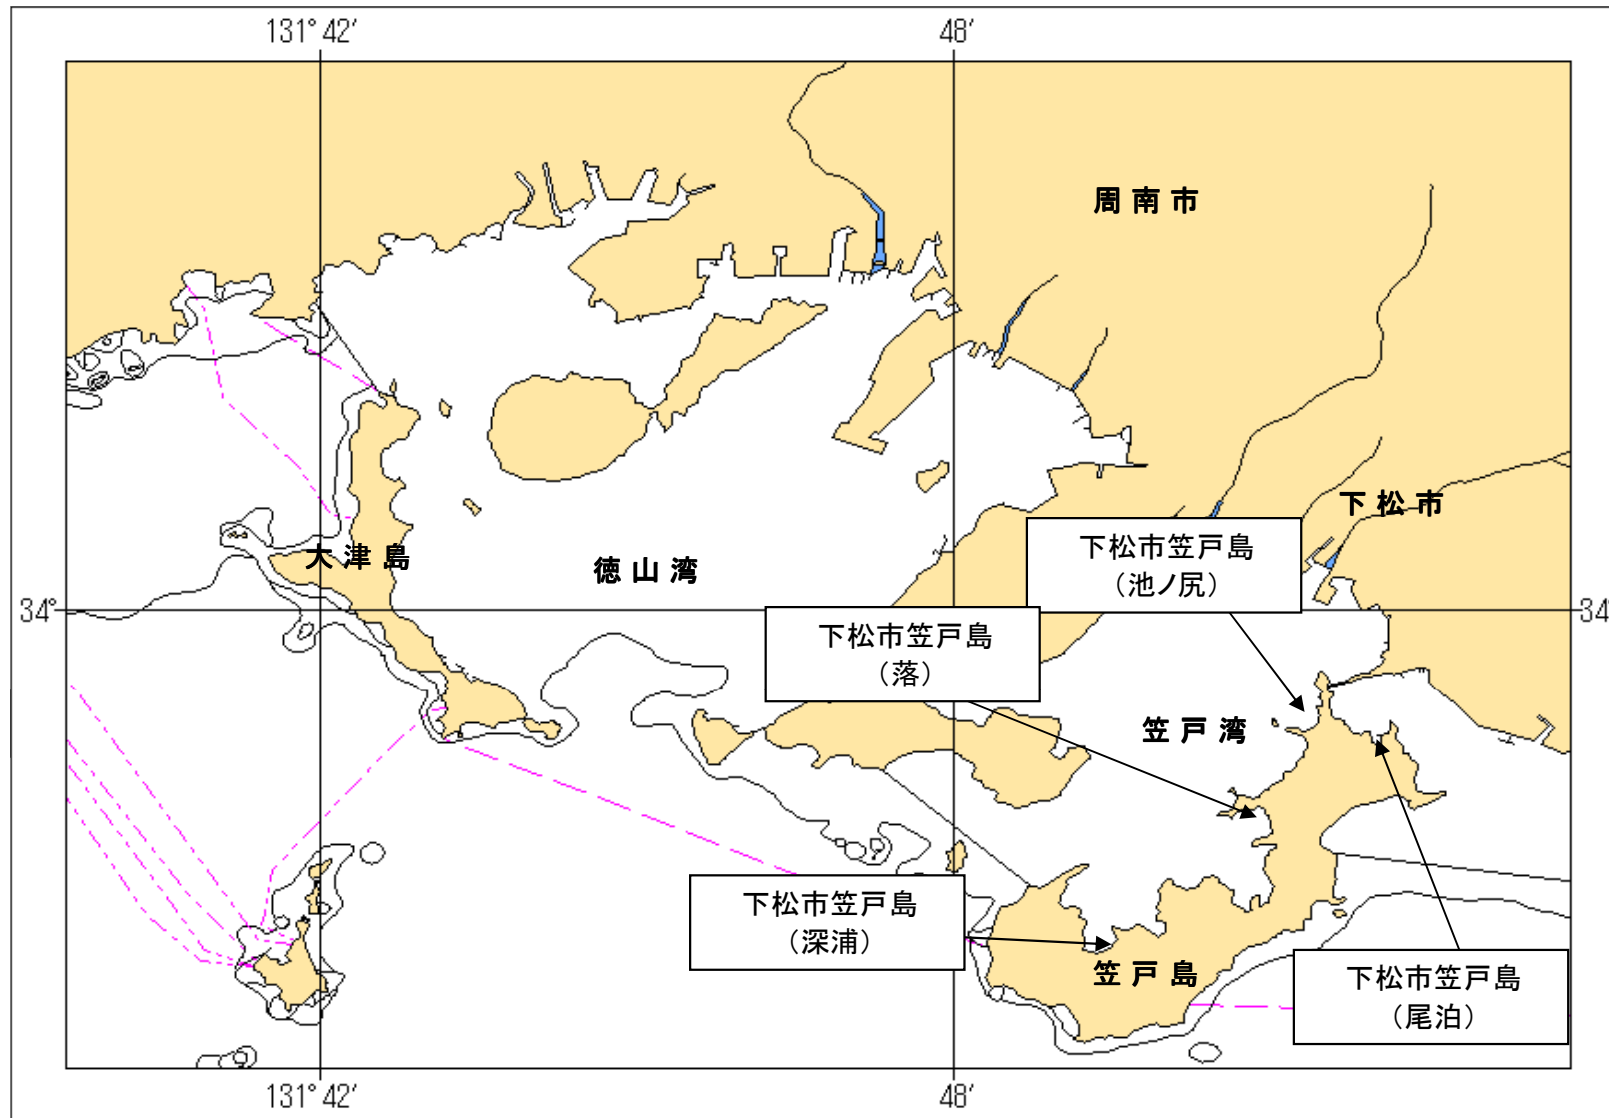 131° 42′
48′
周南市
下松市
大津島
徳山湾
下松市笠戸島
（池ノ尻）
34°
34°
下松市笠戸島
（落）
笠戸湾
下松市笠戸島
（深浦）
笠戸島
下松市笠戸島
（尾泊）
131° 42′
48′